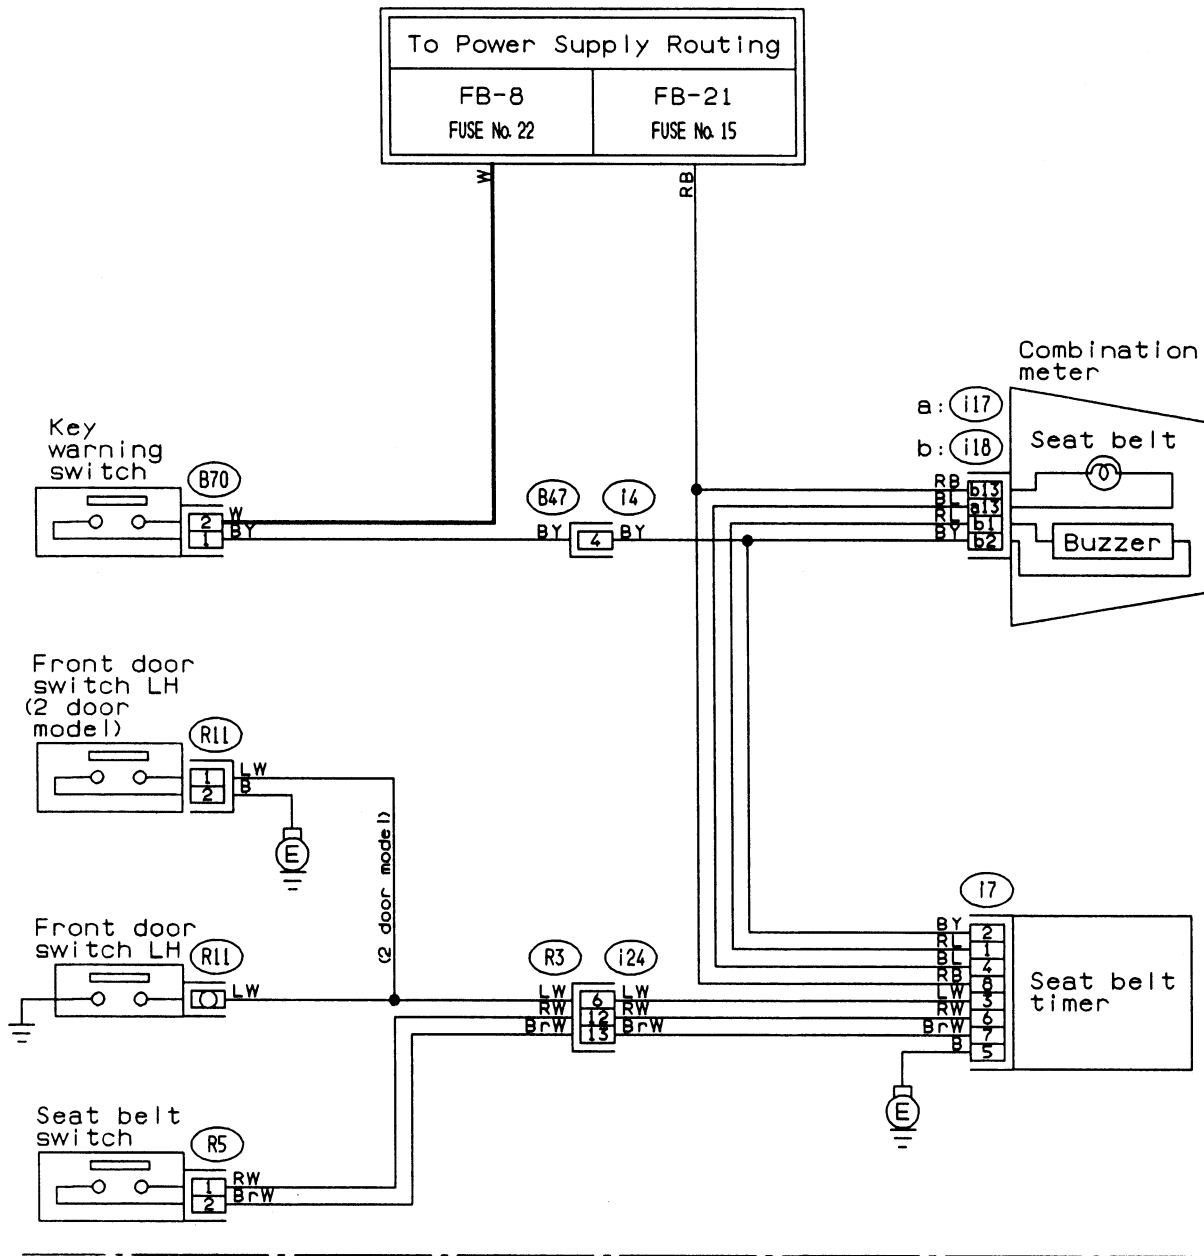 To Power Supply Routing
FB-8
FUSE No. 22
FB-21
FUSE No. 15
W
RB
Combination
meter
a: i17
b: i18
Seat belt
RB
b13
BL
a13
RL
b1
BY
b2
Buzzer
Key
warning
switch
B70
2
W
1
BY
B47
i4
BY
4
BY
Front door
switch LH
(2 door
model)
R11
1
LW
2
B
E
(2 door model)
Front door
switch LH
R11
LW
R3
i24
LW
6
LW
RW
12
RW
BrW
13
BrW
i7
BY
2
RL
1
BL
4
RB
8
LW
3
RW
6
BrW
7
B
5
Seat belt
timer
E
Seat belt
switch
R5
1
RW
2
BrW